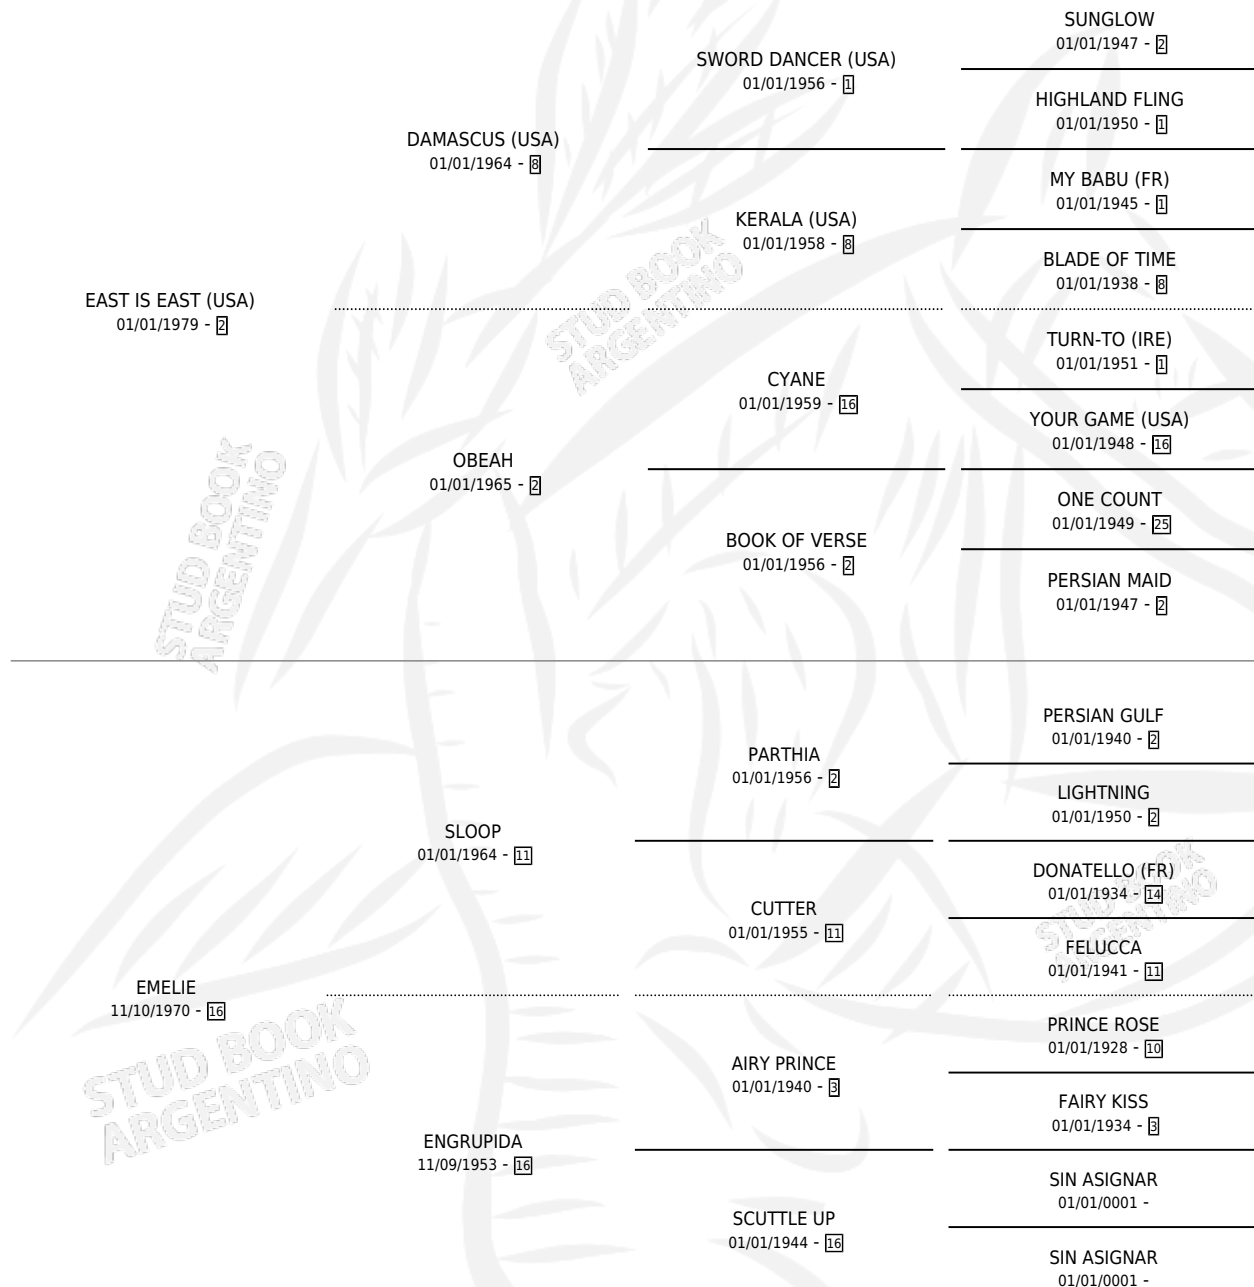 SUNGLOW
01/01/1947 - 2
SWORD DANCER (USA)
01/01/1956 - 1
HIGHLAND FLING
01/01/1950 - 1
DAMASCUS (USA)
01/01/1964 - 8
MY BABU (FR)
01/01/1945 - 1
KERALA (USA)
01/01/1958 - 8
BLADE OF TIME
01/01/1938 - 8
EAST IS EAST (USA)
01/01/1979 - 2
TURN-TO (IRE)
01/01/1951 - 1
CYANE
01/01/1959 - 16
YOUR GAME (USA)
01/01/1948 - 16
OBEAH
01/01/1965 - 2
ONE COUNT
01/01/1949 - 25
BOOK OF VERSE
01/01/1956 - 2
PERSIAN MAID
01/01/1947 - 2
STUD BOOK
ARGENTINO
STUD BOOK
ARGENTINO
PERSIAN GULF
01/01/1940 - 2
PARTHIA
01/01/1956 - 2
LIGHTNING
01/01/1950 - 2
SLOOP
01/01/1964 - 11
DONATELLO (FR)
01/01/1934 - 14
CUTTER
01/01/1955 - 11
FELUCCA
01/01/1941 - 11
EMELIE
11/10/1970 - 16
PRINCE ROSE
01/01/1928 - 10
AIRY PRINCE
01/01/1940 - 3
FAIRY KISS
01/01/1934 - 3
ENGRUPIDA
11/09/1953 - 16
SIN ASIGNAR
01/01/0001 -
SCUTTLE UP
01/01/1944 - 16
SIN ASIGNAR
01/01/0001 -
STUD BOOK
ARGENTINO
STUD BOOK
ARGENTINO